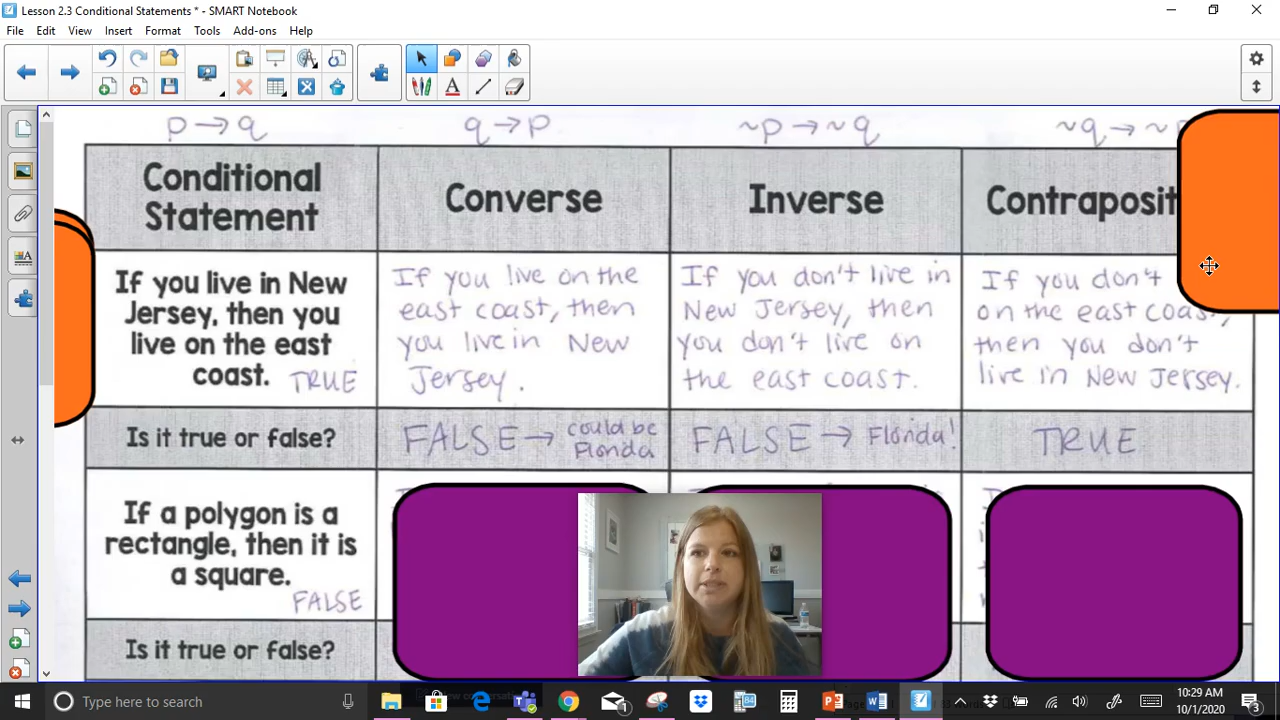 Lesson 2.3 Conditional Statements * - SMART Notebook
File Edit View Insert Format Tools Add-ons Help
p → q
q → p
~p → ~q
~q → ~p
Conditional
Statement
Converse
Inverse
Contraposit
If you live in New
Jersey, then you
live on the east
coast. TRUE
If you live on the
east coast, then
you live in New
Jersey.
If you don't live in
New Jersey, then
you don't live on
the east coast.
If you don't
on the east coast,
then you don't
live in New Jersey.
Is it true or false?
FALSE → could be
Florida
FALSE → Florida!
TRUE
If a polygon is a
rectangle, then it is
a square.
FALSE
Is it true or false?
Type here to search
10:29 AM
10/1/2020